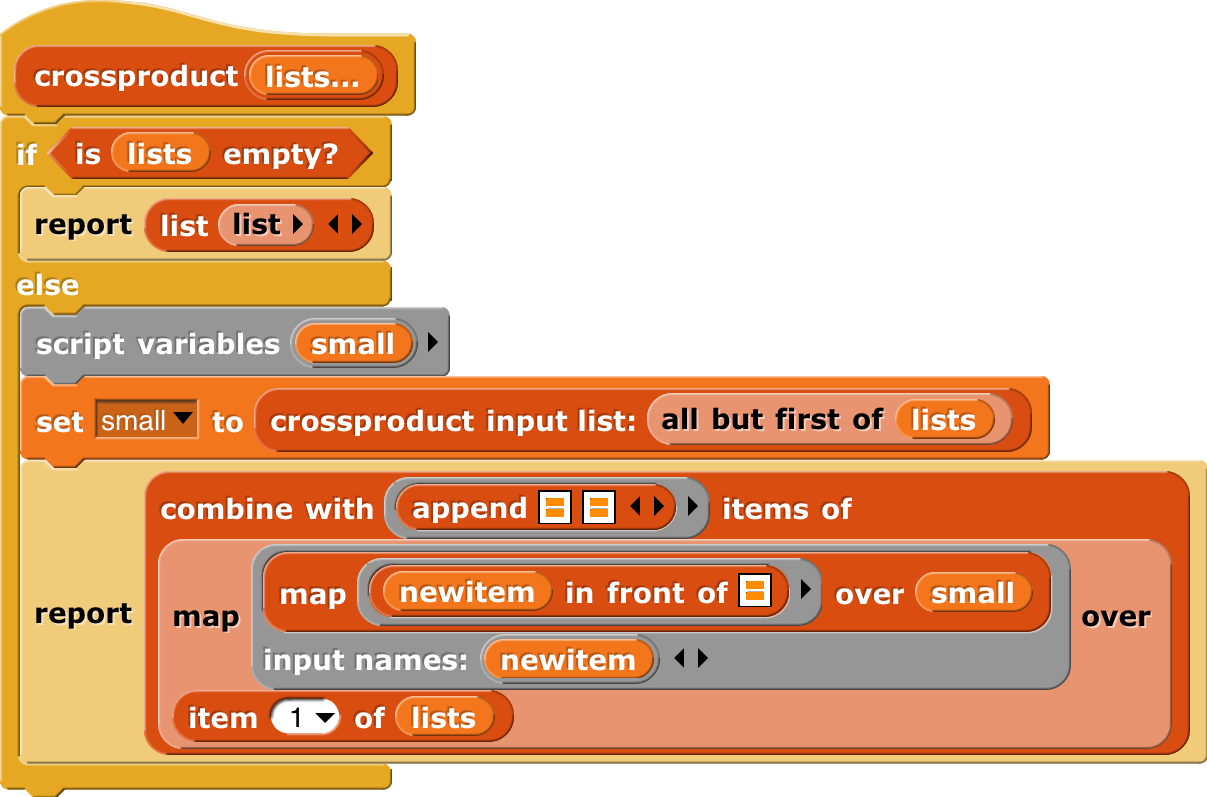 crossproduct lists...
if is lists empty?
report list list
else
script variables small
set small to crossproduct input list: all but first of lists
combine with append items of
report map map newitem in front of over small over
input names: newitem
item 1 of lists